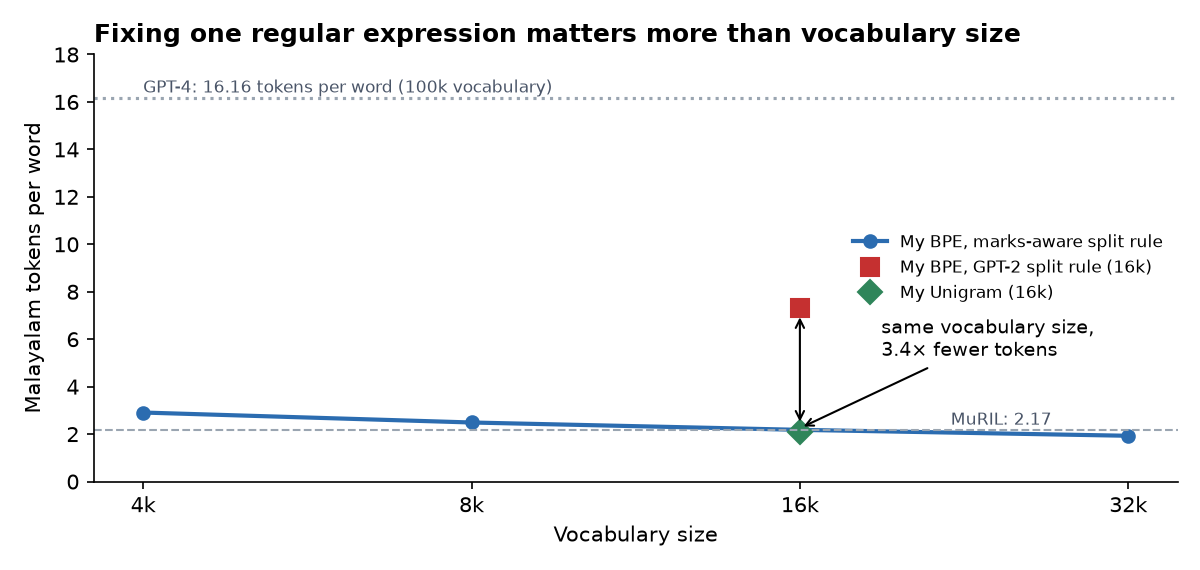 Fixing one regular expression matters more than vocabulary size
18
GPT-4: 16.16 tokens per word (100k vocabulary)
16
14
12
10
8
6
4
2
0
Malayalam tokens per word
My BPE, marks-aware split rule
My BPE, GPT-2 split rule (16k)
My Unigram (16k)
same vocabulary size,
3.4× fewer tokens
MuRIL: 2.17
4k
8k
16k
32k
Vocabulary size